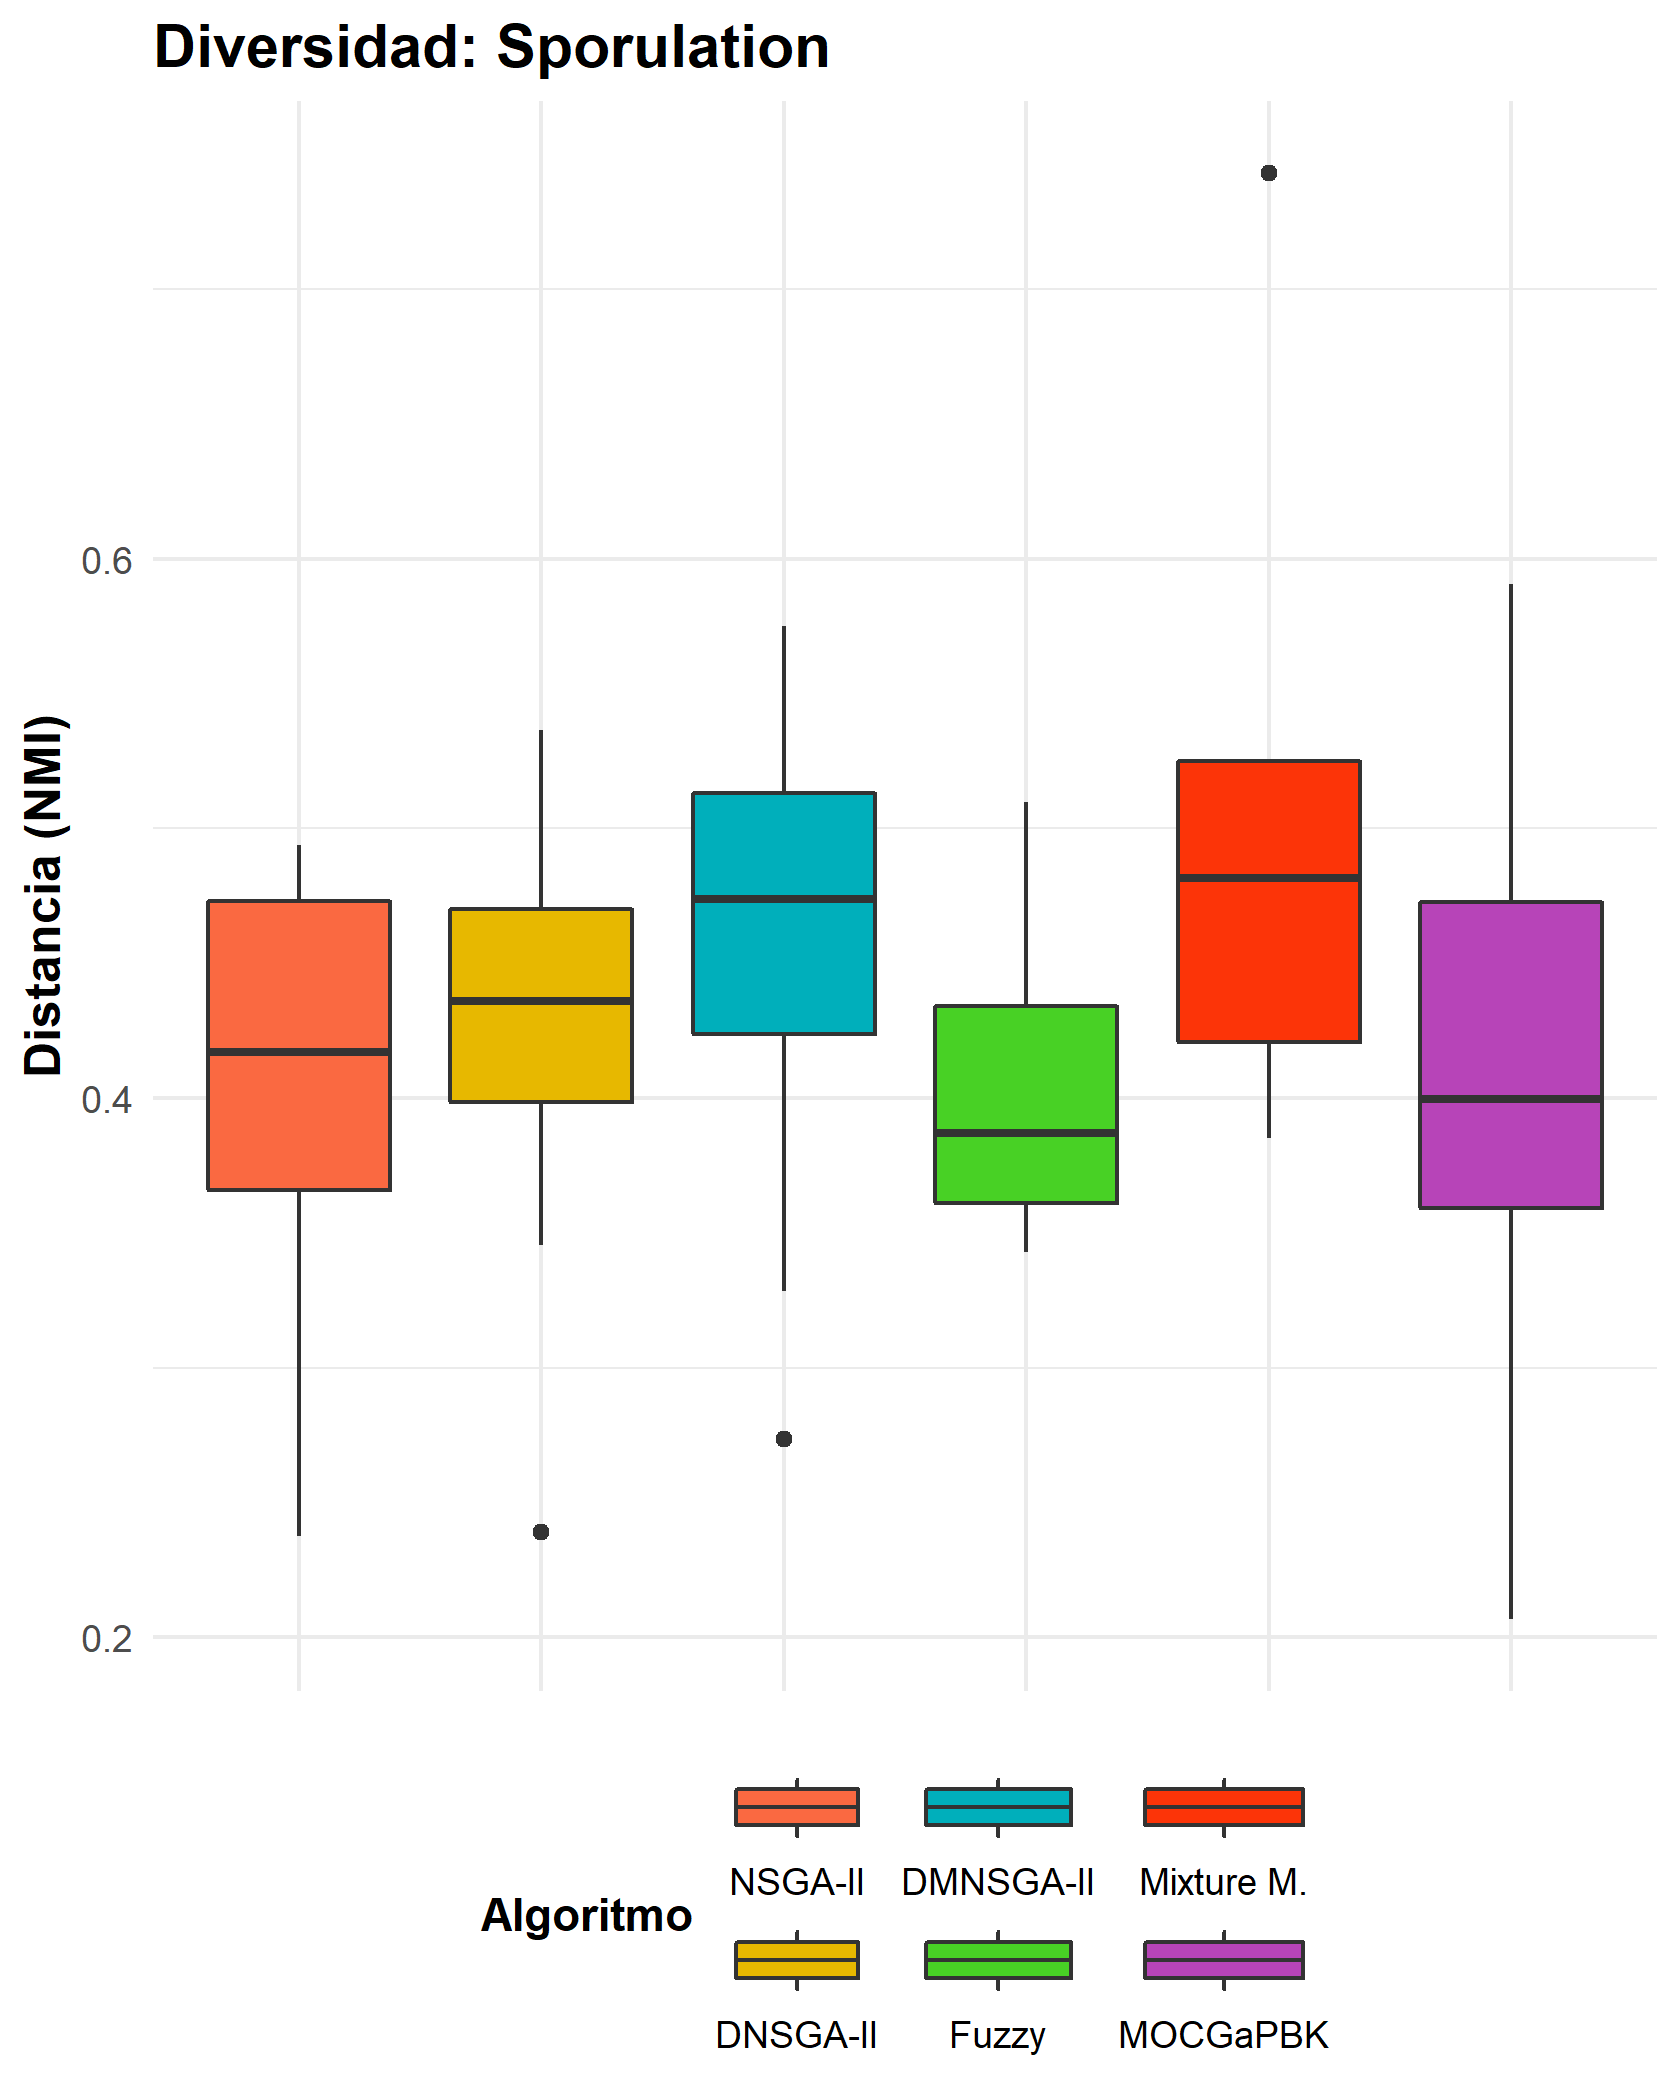 Diversidad: Sporulation
Distancia (NMI)
0.6
0.4
0.2
Algoritmo
NSGA-II
DMNSGA-II
Mixture M.
DNSGA-II
Fuzzy
MOCGaPBK